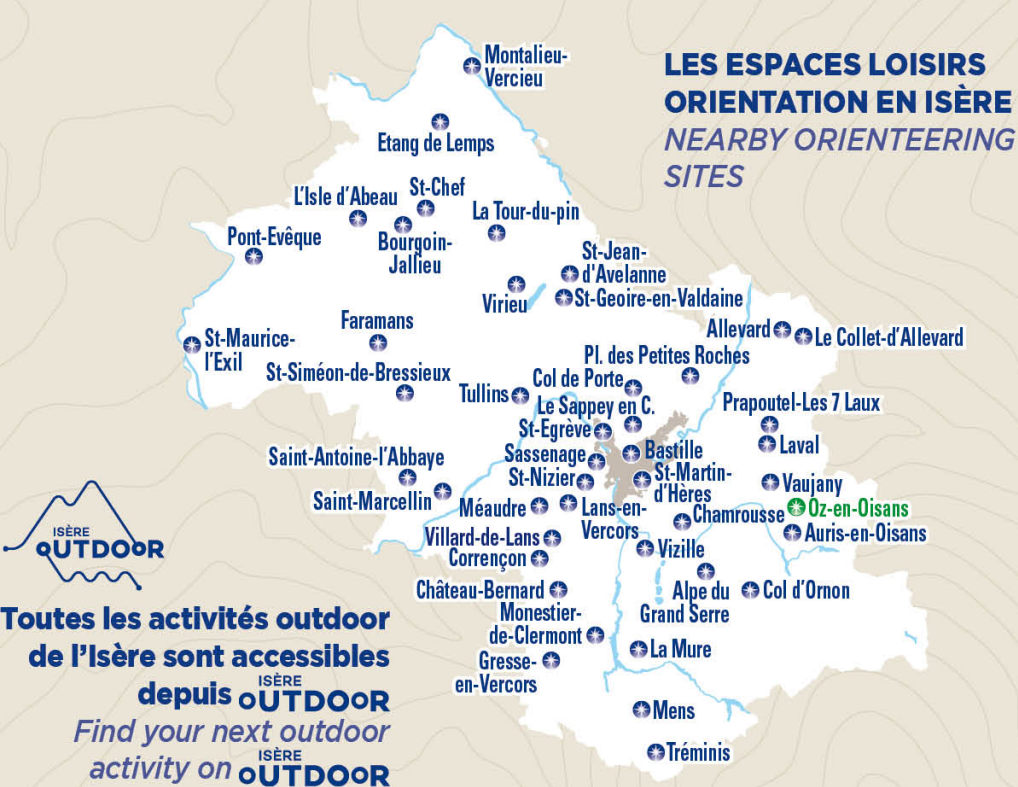 LES ESPACES LOISIRS
ORIENTATION EN ISÈRE
NEARBY ORIENTEERING
SITES
Montalieu-
Vercieu
Etang de Lemps
L'Isle d'Abeau
St-Chef
La Tour-du-pin
Pont-Evêque
Bourgoin-
Jallieu
St-Jean-
d'Avelanne
Virieu
St-Geoire-en-Valdaine
Faramans
Allevard
Le Collet-d'Allevard
St-Maurice-
l'Exil
Pl. des Petites Roches
St-Siméon-de-Bressieux
Tullins
Col de Porte
Le Sappey en C.
Prapoutel-Les 7 Laux
St-Egrève
Laval
Saint-Antoine-l'Abbaye
Sassenage
Bastille
St-Nizier
St-Martin-
d'Hères
Vaujany
Saint-Marcellin
Méaudre
Lans-en-
Vercors
Chamrousse
Oz-en-Oisans
Auris-en-Oisans
Villard-de-Lans
Vizille
Corrençon
Château-Bernard
Alpe du
Grand Serre
Col d'Ornon
Monestier-
de-Clermont
La Mure
Gresse-
en-Vercors
Mens
Tréminis
ISÈRE
OUTDOOR
Toutes les activités outdoor
de l'Isère sont accessibles
depuis ISÈRE OUTDOOR
Find your next outdoor
activity on ISÈRE OUTDOOR